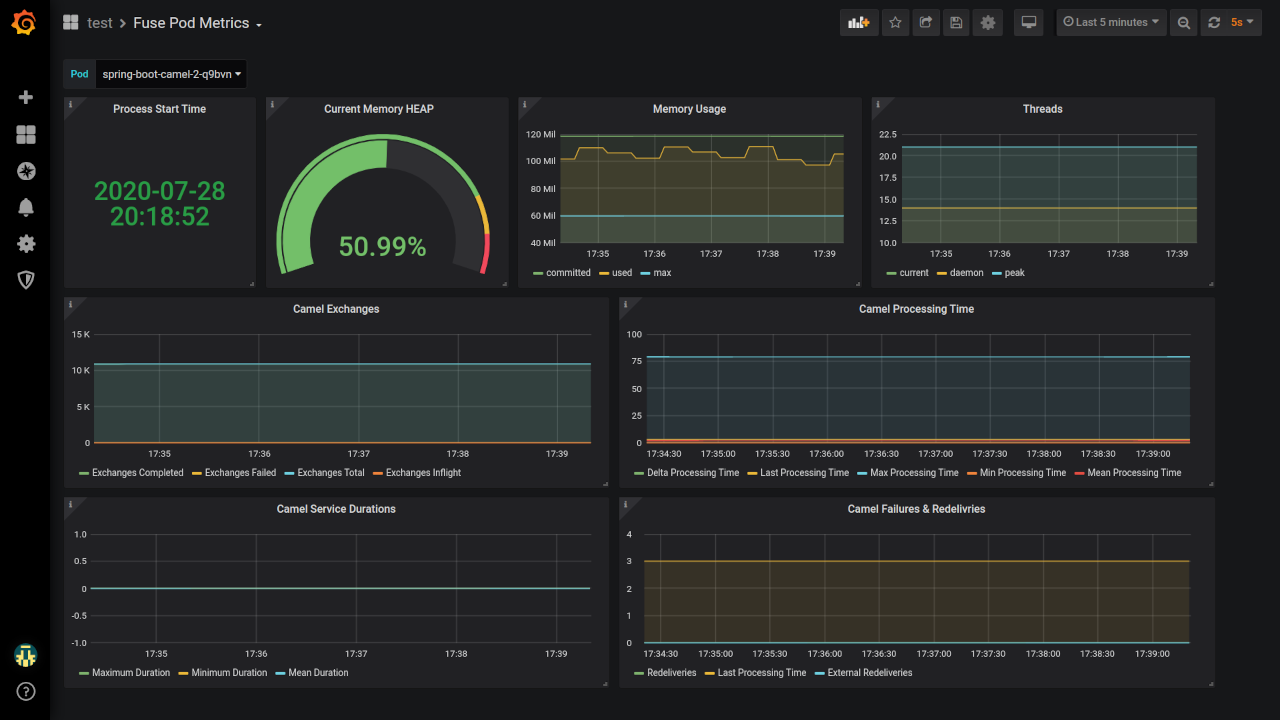 test > Fuse Pod Metrics
Last 5 minutes
5s
Pod spring-boot-camel-2-q9bvn
Process Start Time
2020-07-28
20:18:52
Current Memory HEAP
50.99%
Memory Usage
120 Mil
100 Mil
80 Mil
60 Mil
40 Mil
17:35 17:36 17:37 17:38 17:39
committed used max
Threads
22.5
20.0
17.5
15.0
12.5
10.0
17:35 17:36 17:37 17:38 17:39
current daemon peak
Camel Exchanges
15 K
10 K
5 K
0
17:35 17:36 17:37 17:38 17:39
Exchanges Completed Exchanges Failed Exchanges Total Exchanges Inflight
Camel Processing Time
100
75
50
25
0
17:34:30 17:35:00 17:35:30 17:36:00 17:36:30 17:37:00 17:37:30 17:38:00 17:38:30 17:39:00
Delta Processing Time Last Processing Time Max Processing Time Min Processing Time Mean Processing Time
Camel Service Durations
1.0
0.5
0
-0.5
-1.0
17:35 17:36 17:37 17:38 17:39
Maximum Duration Minimum Duration Mean Duration
Camel Failures & Redelivries
4
3
2
1
0
17:34:30 17:35:00 17:35:30 17:36:00 17:36:30 17:37:00 17:37:30 17:38:00 17:38:30 17:39:00
Redeliveries Last Processing Time External Redeliveries